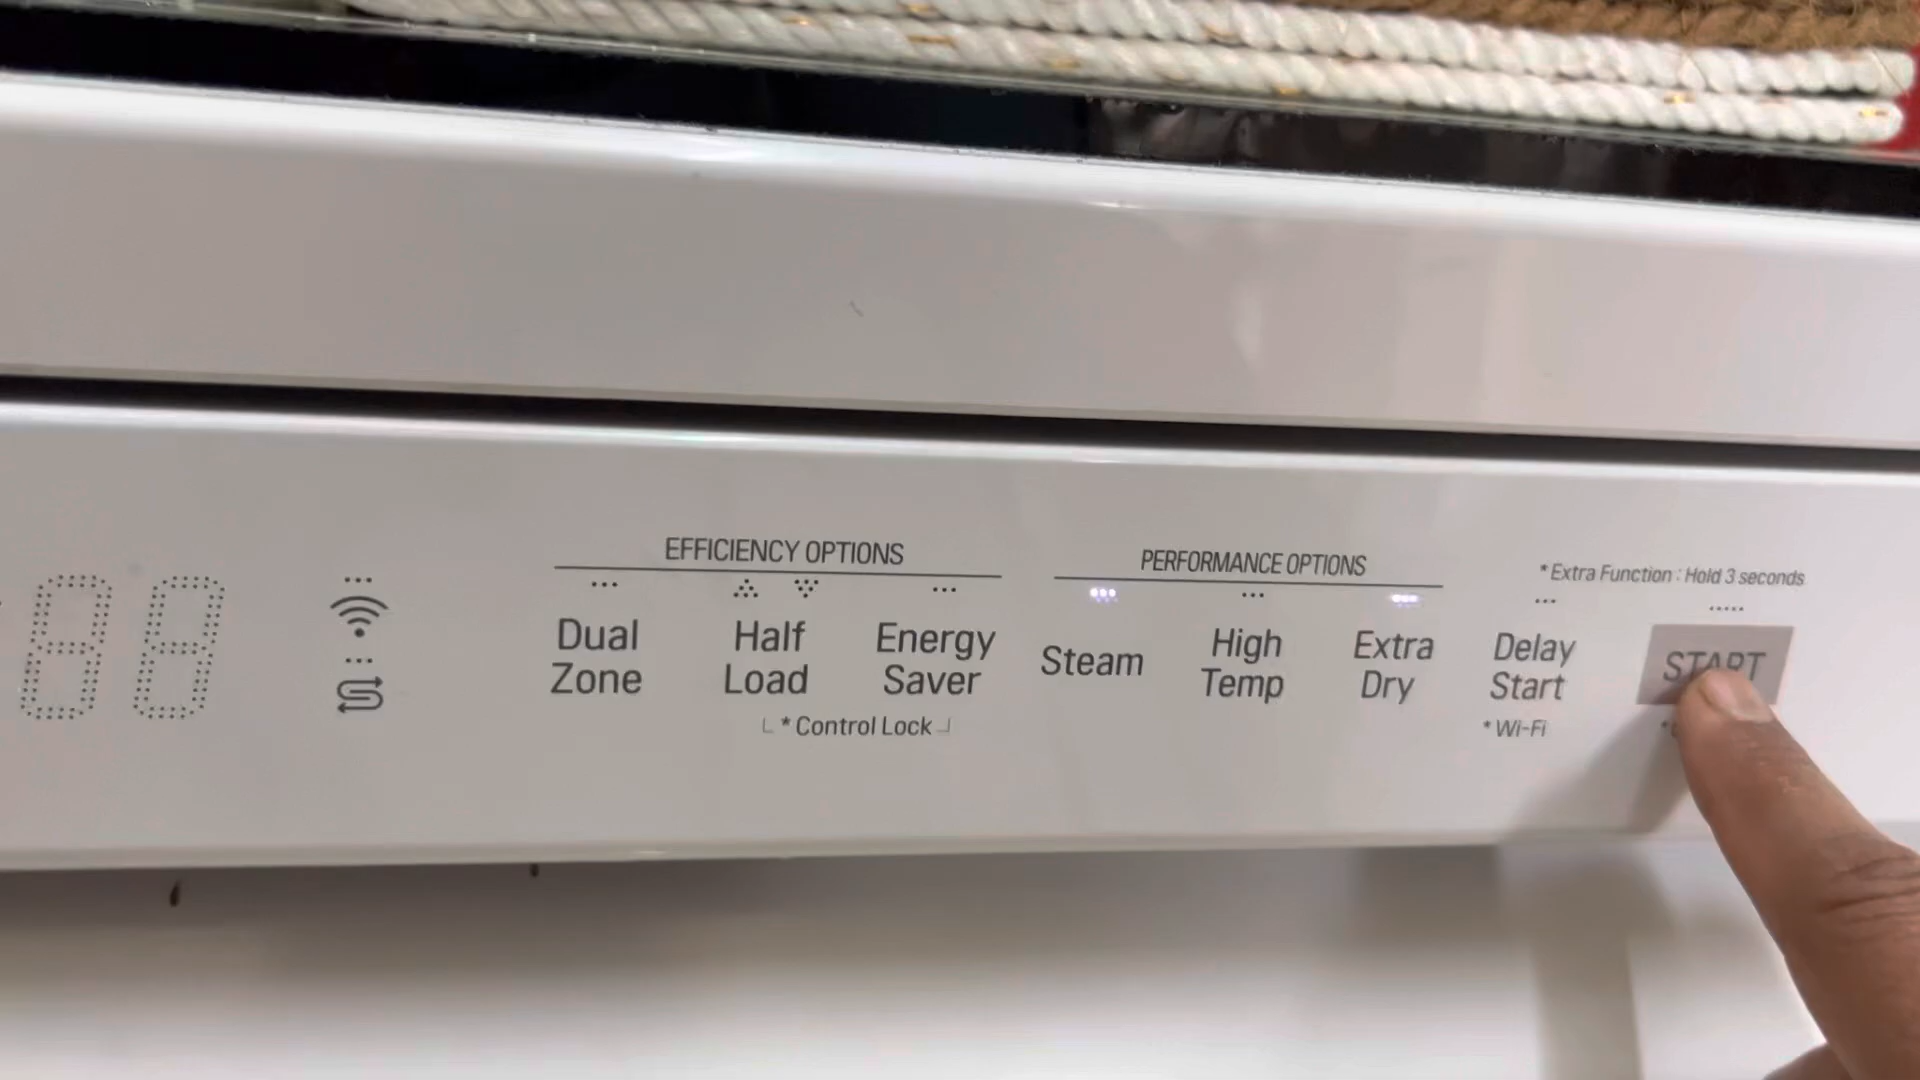 EFFICIENCY OPTIONS
Dual Zone
Half Load
Energy Saver
* Control Lock
PERFORMANCE OPTIONS
Steam
High Temp
Extra Dry
* Extra Function : Hold 3 seconds
Delay Start
* Wi-Fi
START